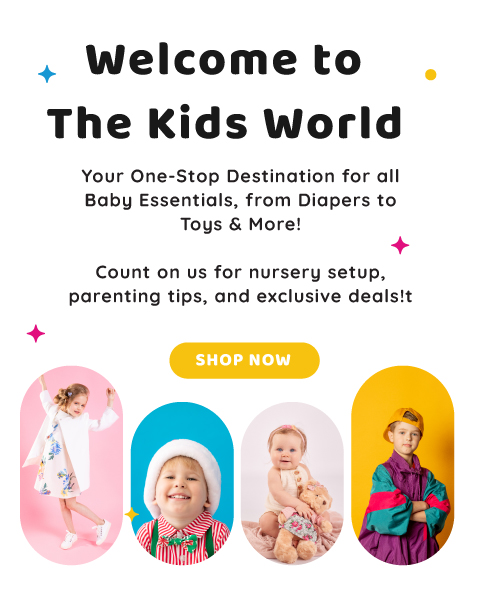 Welcome to
The Kids World
Your One-Stop Destination for all
Baby Essentials, from Diapers to
Toys & More!
Count on us for nursery setup,
parenting tips, and exclusive deals!t
SHOP NOW